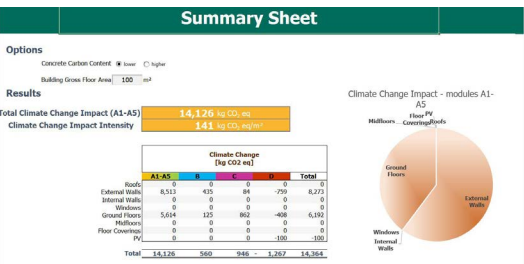 Summary Sheet
Options
Concrete Carbon Content lower higher
Building Gross Floor Area 100 m²
Results
Total Climate Change Impact (A1-A5) 14,126 kg CO₂ eq
Climate Change Impact Intensity 141 kg CO₂ eq/m²
Climate Change
[kg CO2 eq]
A1-A5 B C D Total
Roofs 0 0 0 0 0
External Walls 8,513 435 84 -759 8,273
Internal Walls 0 0 0 0 0
Windows 0 0 0 0 0
Ground Floors 5,614 125 862 -408 6,192
Midfloors 0 0 0 0 0
Floor Coverings 0 0 0 0 0
PV 0 0 0 -100 -100
Total 14,126 560 946 - 1,267 14,364
Climate Change Impact - modules A1-
A5
Midfloors Floor PV
Coverings Roofs
Ground
Floors
External
Walls
Windows
Internal
Walls